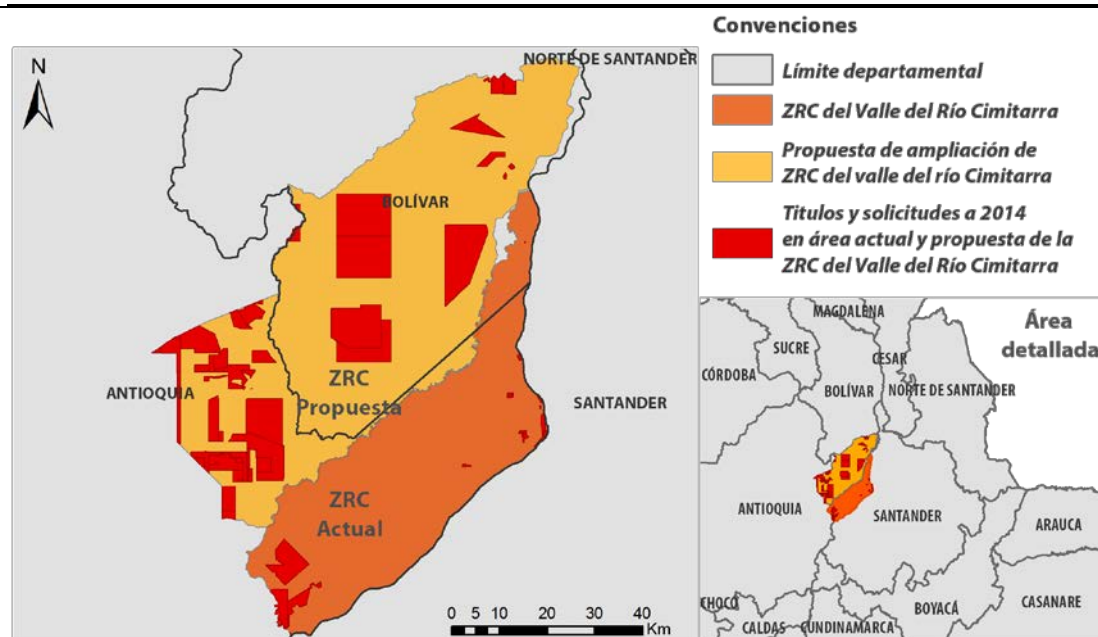 Convenciones
Límite departamental
ZRC del Valle del Río Cimitarra
Propuesta de ampliación de
ZRC del valle del río Cimitarra
Titulos y solicitudes a 2014
en área actual y propuesta de la
ZRC del Valle del Río Cimitarra
N
NORTE DE SANTANDER
BOLÍVAR
ANTIOQUIA
ZRC
Propuesta
SANTANDER
ZRC
Actual
0 5 10 20 30 40
Km
Área
detallada
MAGDALENA
SUCRE
CESAR
CÓRDOBA
BOLÍVAR
NORTE DE SANTANDER
ANTIOQUIA
SANTANDER
ARAUCA
CHOCÓ
BOYACÁ
CASANARE
CALDAS
CUNDINAMARCA